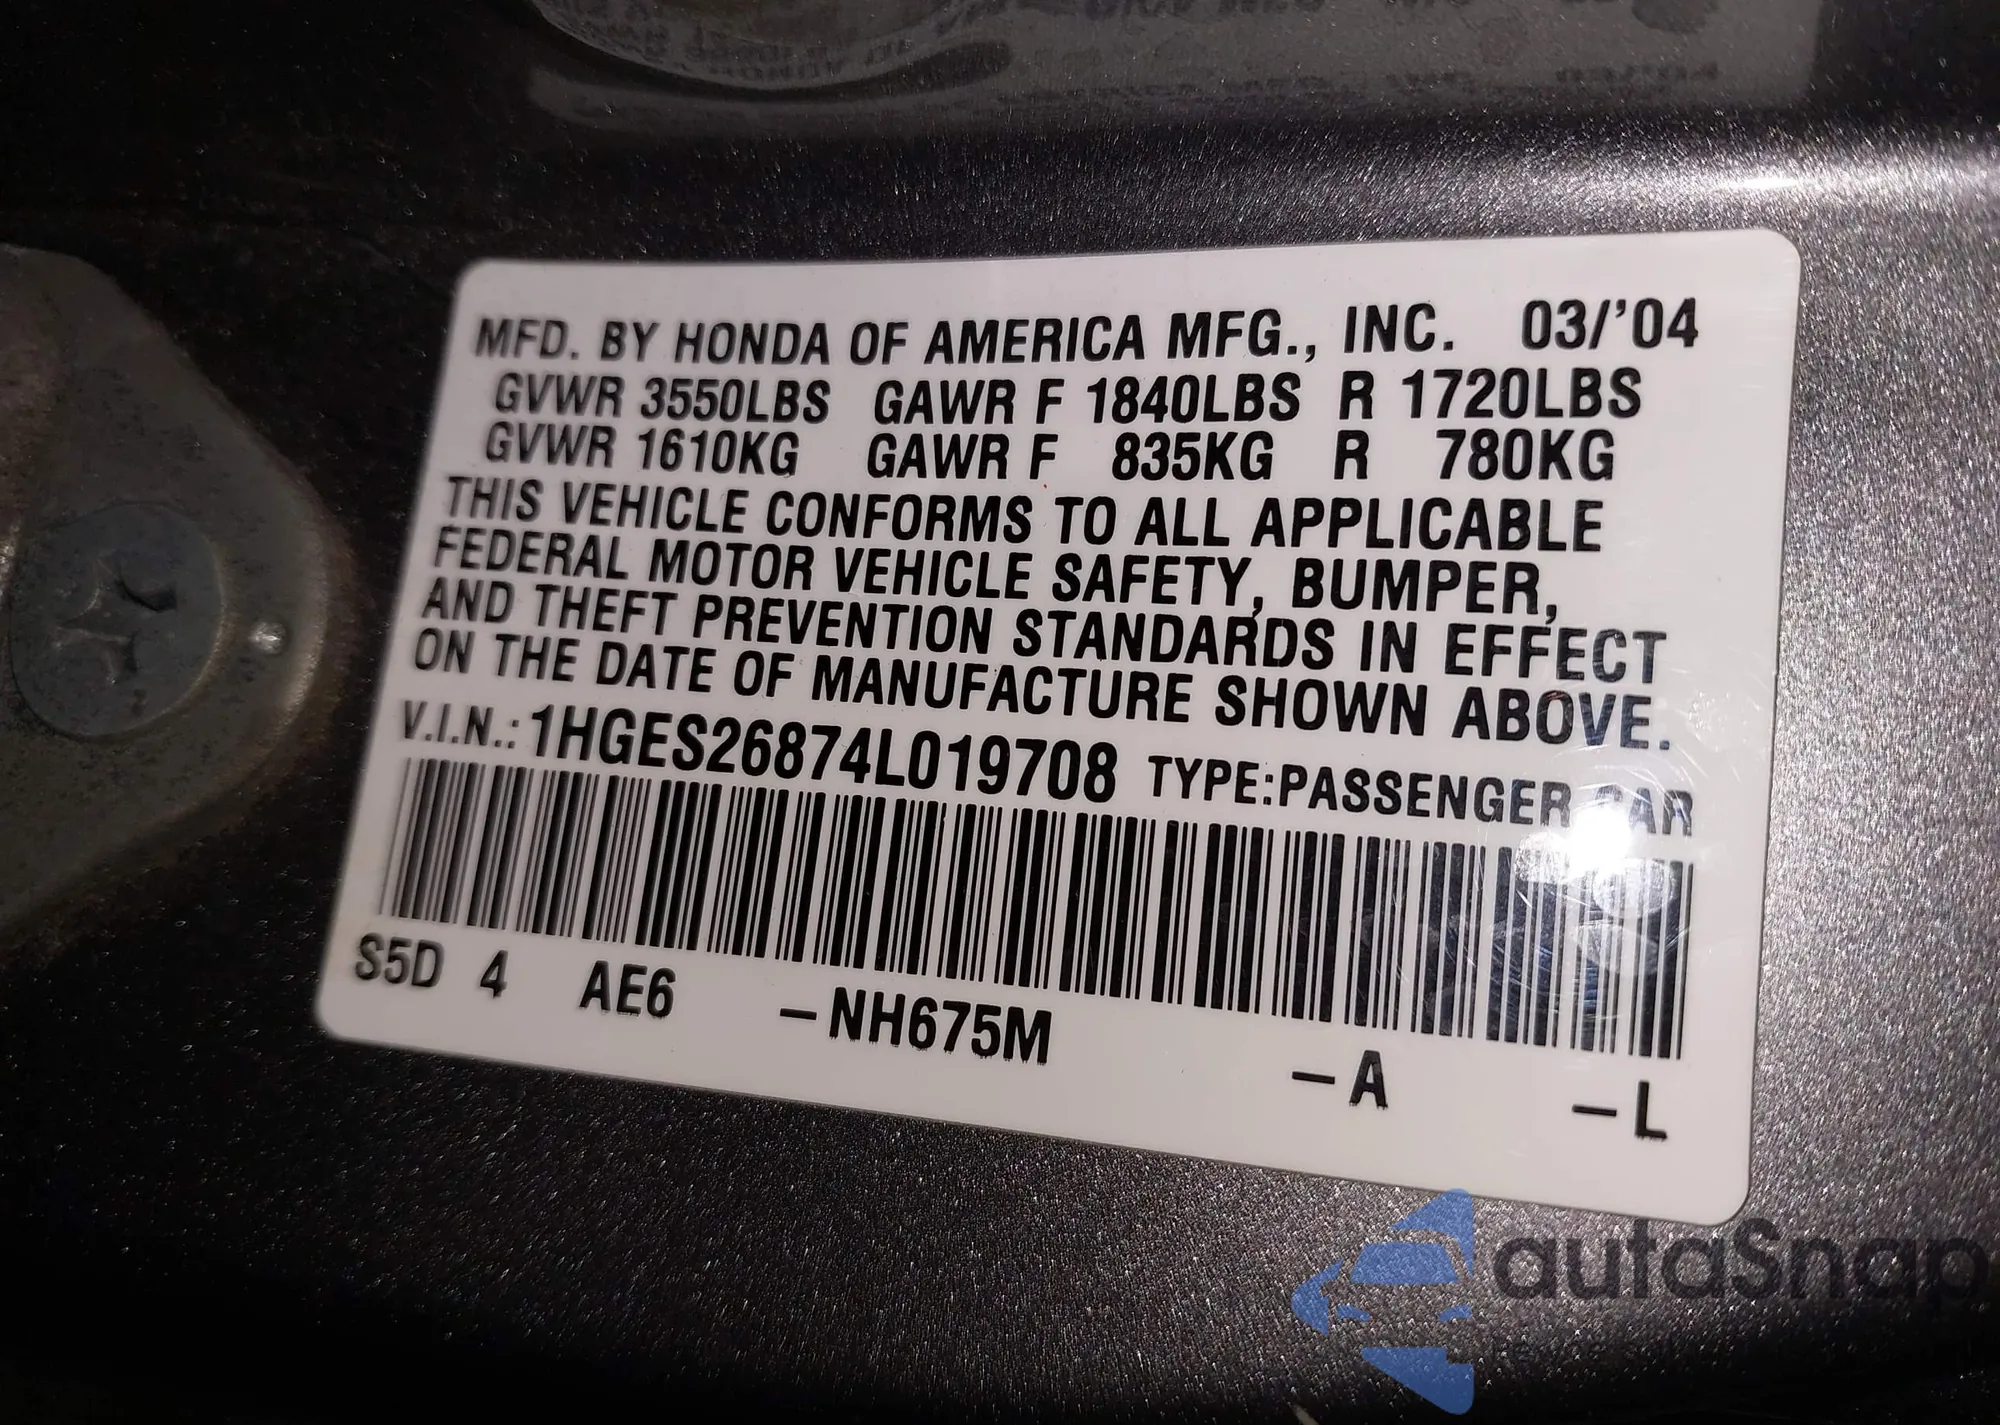 MFD. BY HONDA OF AMERICA MFG., INC. 03/'04
GVWR 3550LBS GAWR F 1840LBS R 1720LBS
GVWR 1610KG GAWR F 835KG R 780KG
THIS VEHICLE CONFORMS TO ALL APPLICABLE
FEDERAL MOTOR VEHICLE SAFETY, BUMPER,
AND THEFT PREVENTION STANDARDS IN EFFECT
ON THE DATE OF MANUFACTURE SHOWN ABOVE.
V.I.N.: 1HGES26874L019708 TYPE:PASSENGER CAR
S5D 4 AE6 –NH675M –A –L
autoSnap